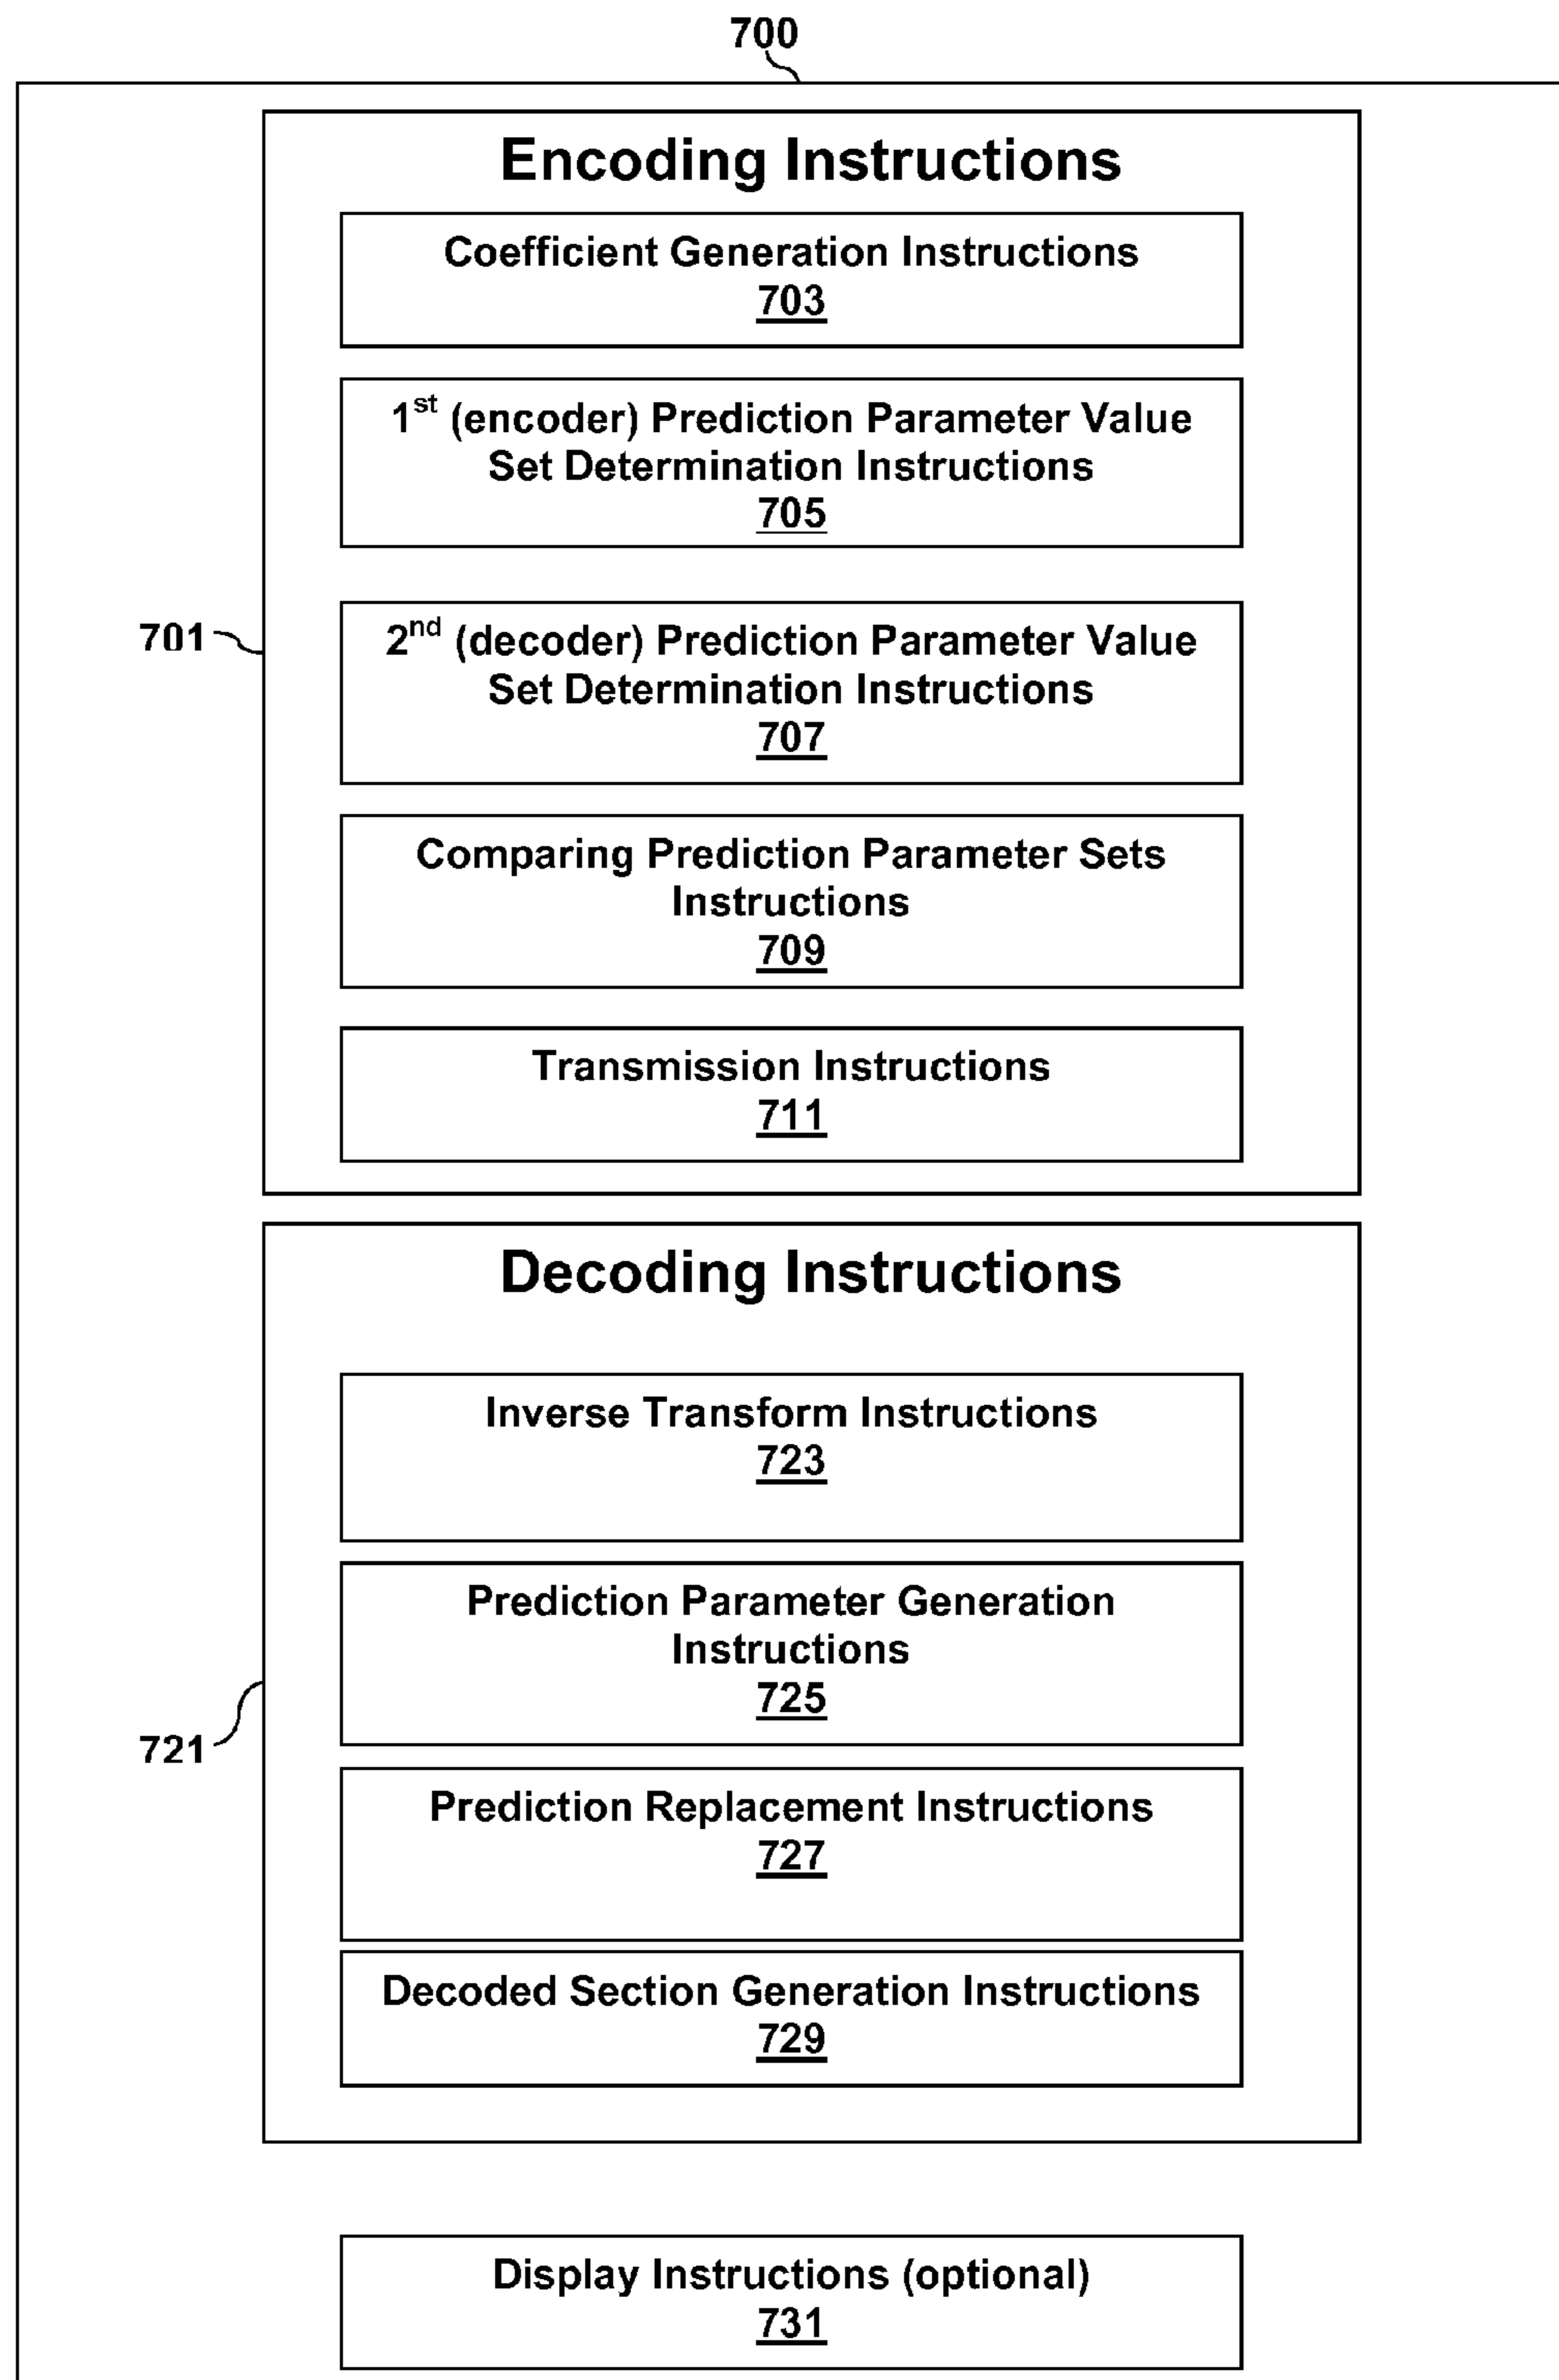 700
Encoding Instructions
Coefficient Generation Instructions
703
1st (encoder) Prediction Parameter Value
Set Determination Instructions
705
701
2nd (decoder) Prediction Parameter Value
Set Determination Instructions
707
Comparing Prediction Parameter Sets
Instructions
709
Transmission Instructions
711
Decoding Instructions
Inverse Transform Instructions
723
Prediction Parameter Generation
Instructions
725
721
Prediction Replacement Instructions
727
Decoded Section Generation Instructions
729
Display Instructions (optional)
731